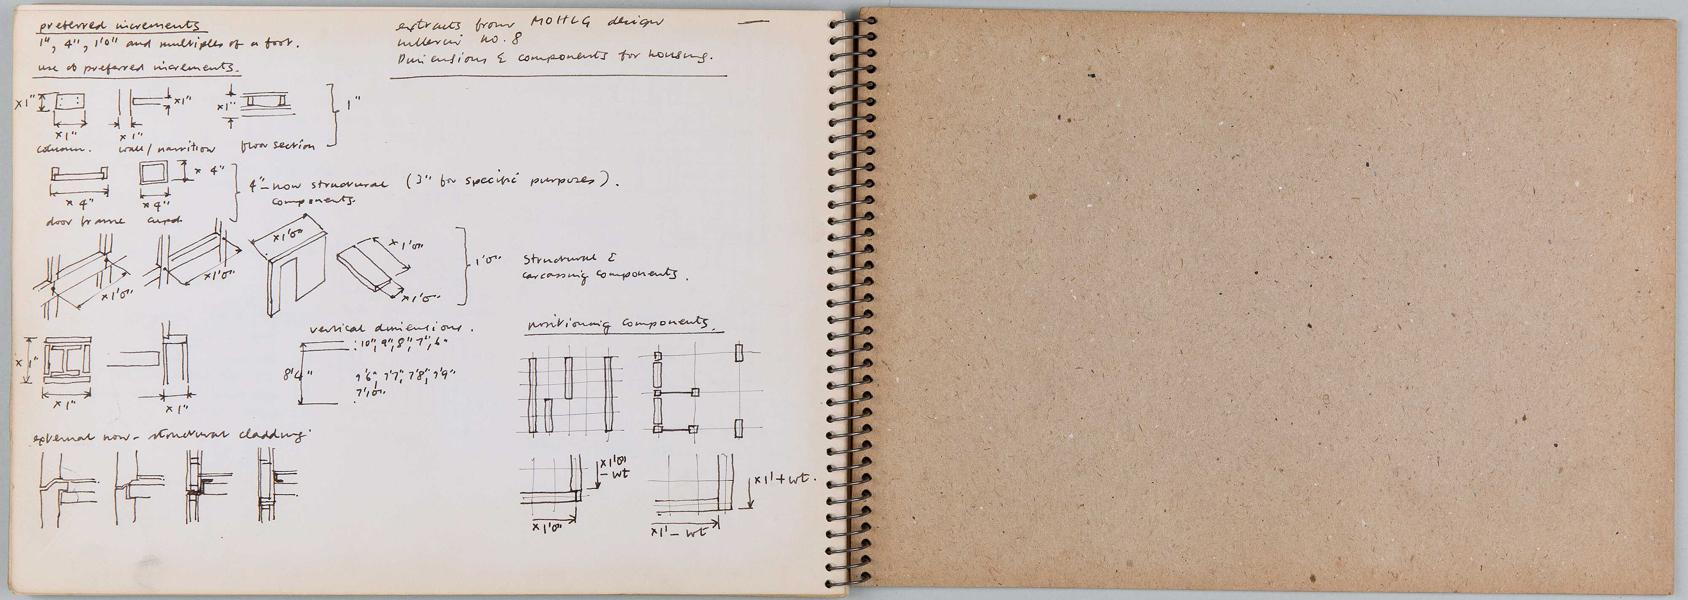 preferred increments
1", 4", 1'0" and multiples of a foot.
use of preferred increments.
extracts from MOHLG design
bulletin no. 8
Dimensions & components for housing.
x1"
x1"
x1"
x1"
x1"
1"
column.
wall/partition
floor section
x 4"
x 4"
x 4"
door frame
cupd.
4" - non structural (3" for specific purposes).
components.
x1'0"
x1'0"
x1'0"
x1'0"
x1'0"
1'0"
structural &
carcassing components.
x 1"
x1"
x1"
vertical dimensions.
10", 9", 8", 7", 6"
8'4"
7'6", 7'7", 7'8", 7'9"
7'10"
positioning components.
external non-structural cladding
x1'0"
- wt
x1'0"
x1' + wt.
x1' - wt